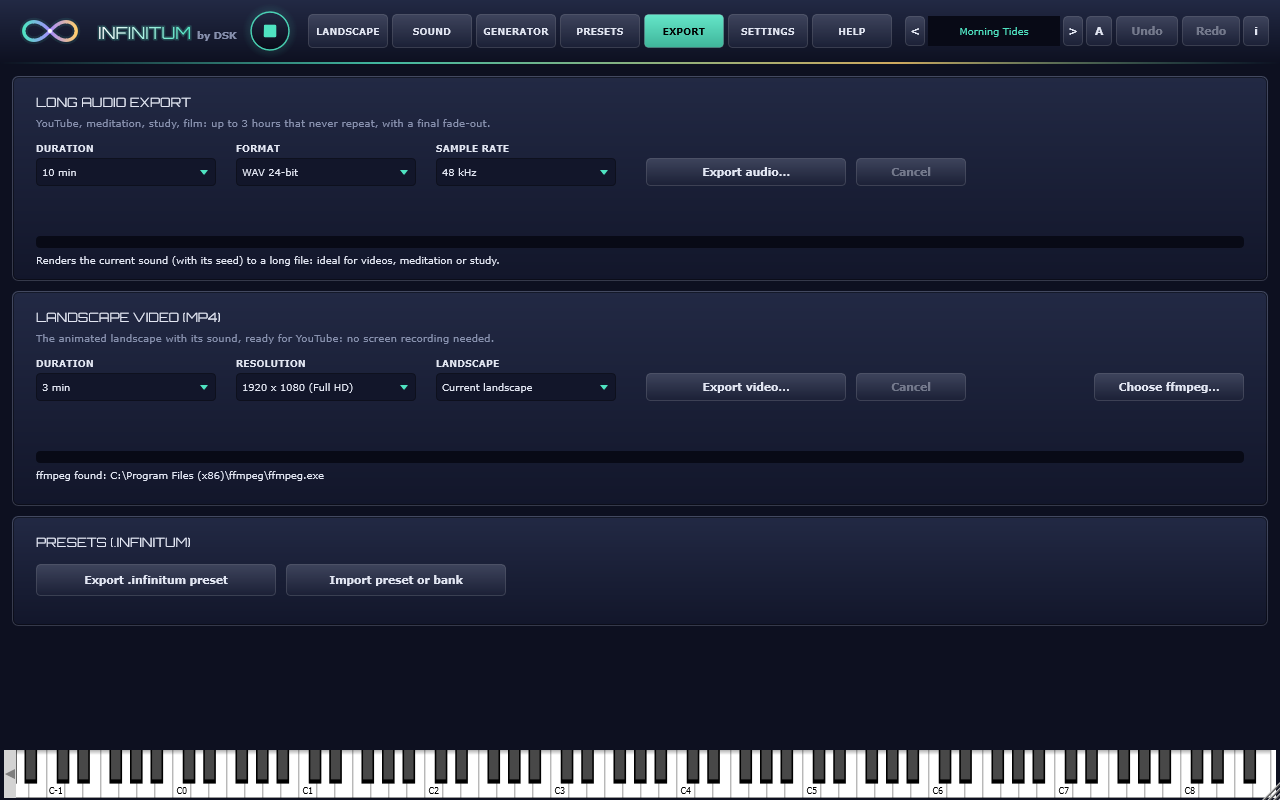 INFINITUM by DSK
LANDSCAPE SOUND GENERATOR PRESETS EXPORT SETTINGS HELP < Morning Tides > A Undo Redo i
LONG AUDIO EXPORT
YouTube, meditation, study, film: up to 3 hours that never repeat, with a final fade-out.
DURATION FORMAT SAMPLE RATE
10 min WAV 24-bit 48 kHz Export audio... Cancel
Renders the current sound (with its seed) to a long file: ideal for videos, meditation or study.
LANDSCAPE VIDEO (MP4)
The animated landscape with its sound, ready for YouTube: no screen recording needed.
DURATION RESOLUTION LANDSCAPE
3 min 1920 x 1080 (Full HD) Current landscape Export video... Cancel Choose ffmpeg...
ffmpeg found: C:\Program Files (x86)\ffmpeg\ffmpeg.exe
PRESETS (.INFINITUM)
Export .infinitum preset Import preset or bank
C-1 C0 C1 C2 C3 C4 C5 C6 C7 C8